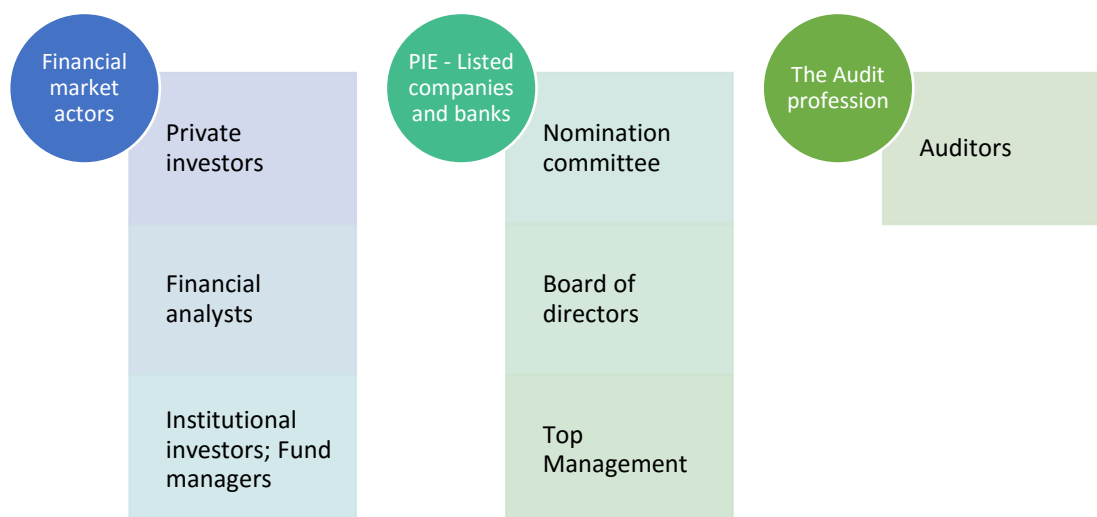 Financial
market
actors
Private
investors
Financial
analysts
Institutional
investors; Fund
managers
PIE - Listed
companies
and banks
Nomination
committee
Board of
directors
Top
Management
The Audit
profession
Auditors